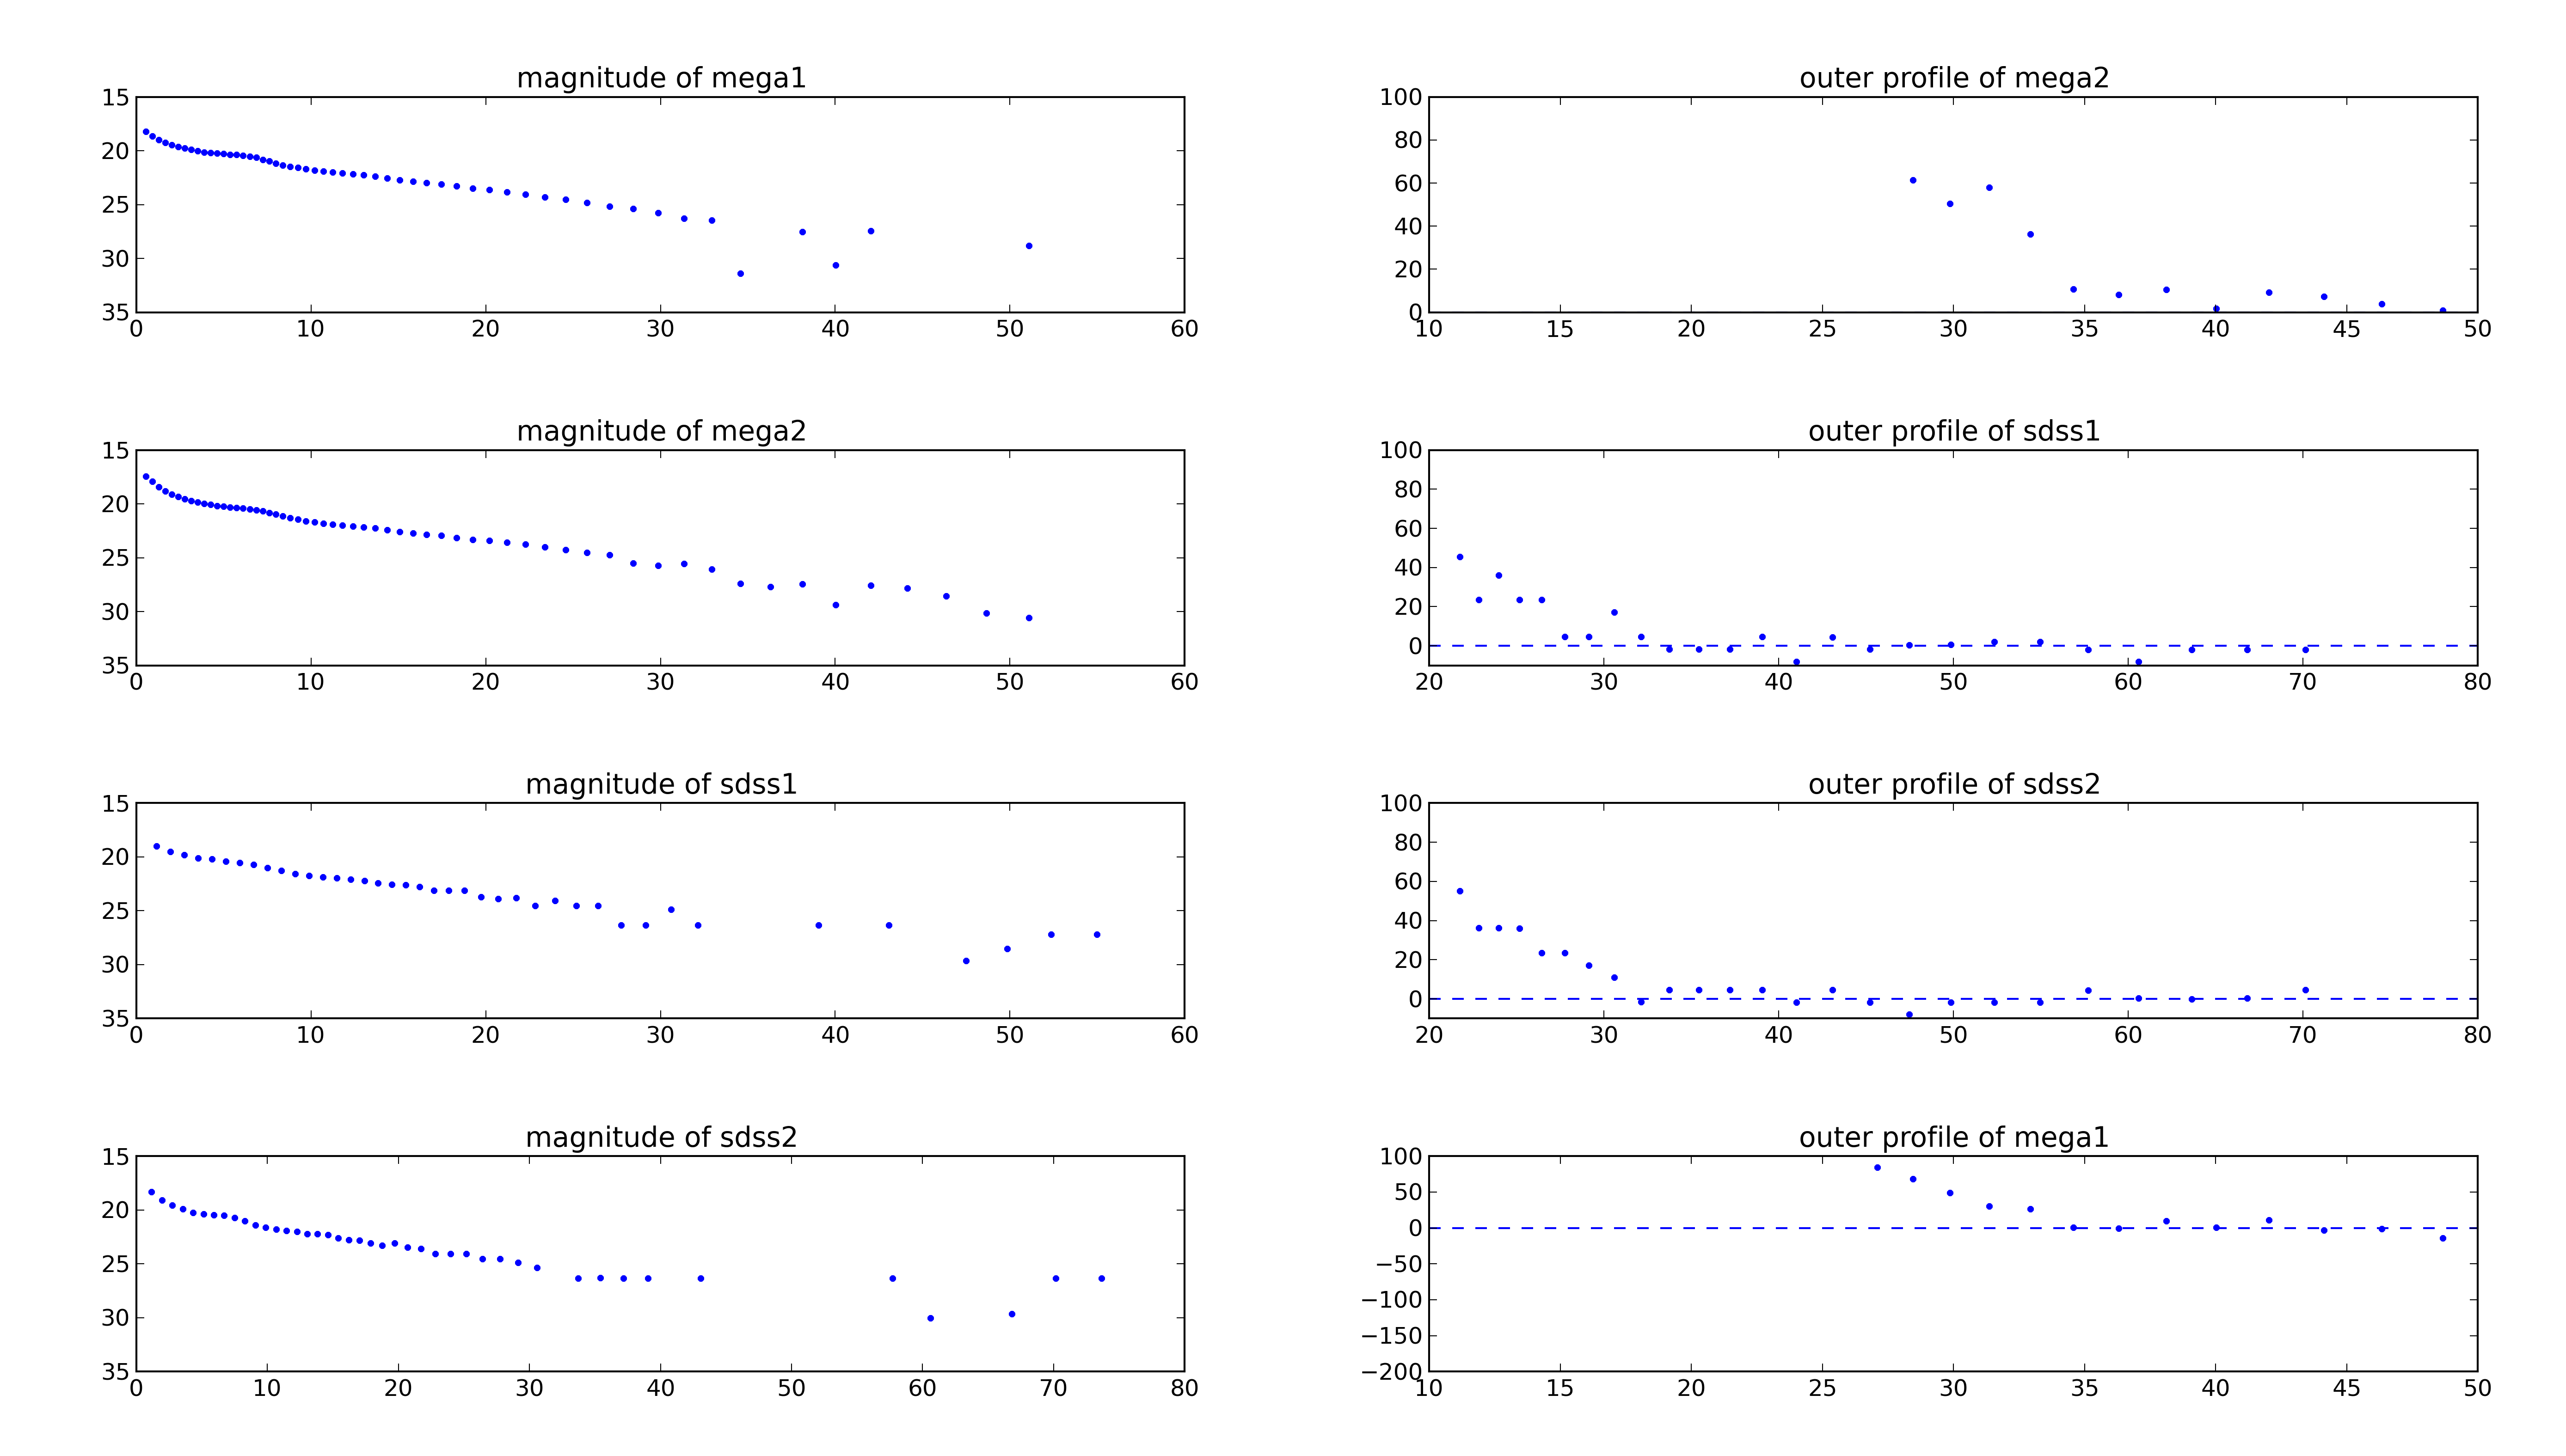 magnitude of mega1
15
20
25
30
35
0 10 20 30 40 50 60
outer profile of mega2
100
80
60
40
20
0
10 15 20 25 30 35 40 45 50
magnitude of mega2
15
20
25
30
35
0 10 20 30 40 50 60
outer profile of sdss1
100
80
60
40
20
0
20 30 40 50 60 70 80
magnitude of sdss1
15
20
25
30
35
0 10 20 30 40 50 60
outer profile of sdss2
100
80
60
40
20
0
20 30 40 50 60 70 80
magnitude of sdss2
15
20
25
30
35
0 10 20 30 40 50 60 70 80
outer profile of mega1
100
50
0
−50
−100
−150
−200
10 15 20 25 30 35 40 45 50